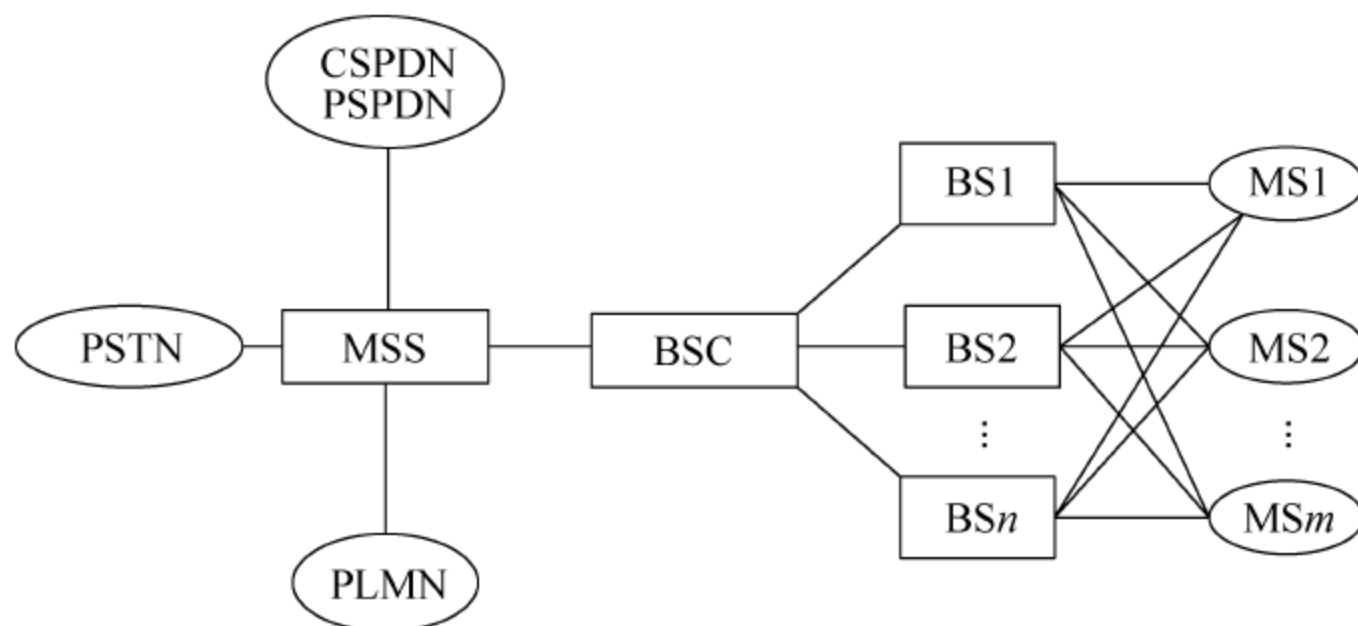 CSPDN
PSPDN
BS1
MS1
PSTN
MSS
BSC
BS2
MS2
⋮
⋮
BSn
MSm
PLMN